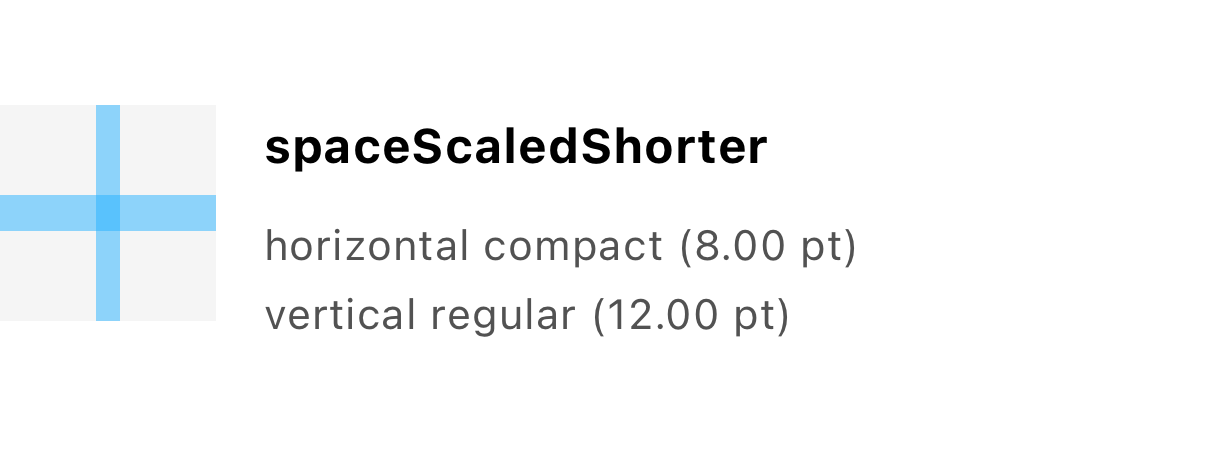 spaceScaledShorter
horizontal compact (8.00 pt)
vertical regular (12.00 pt)